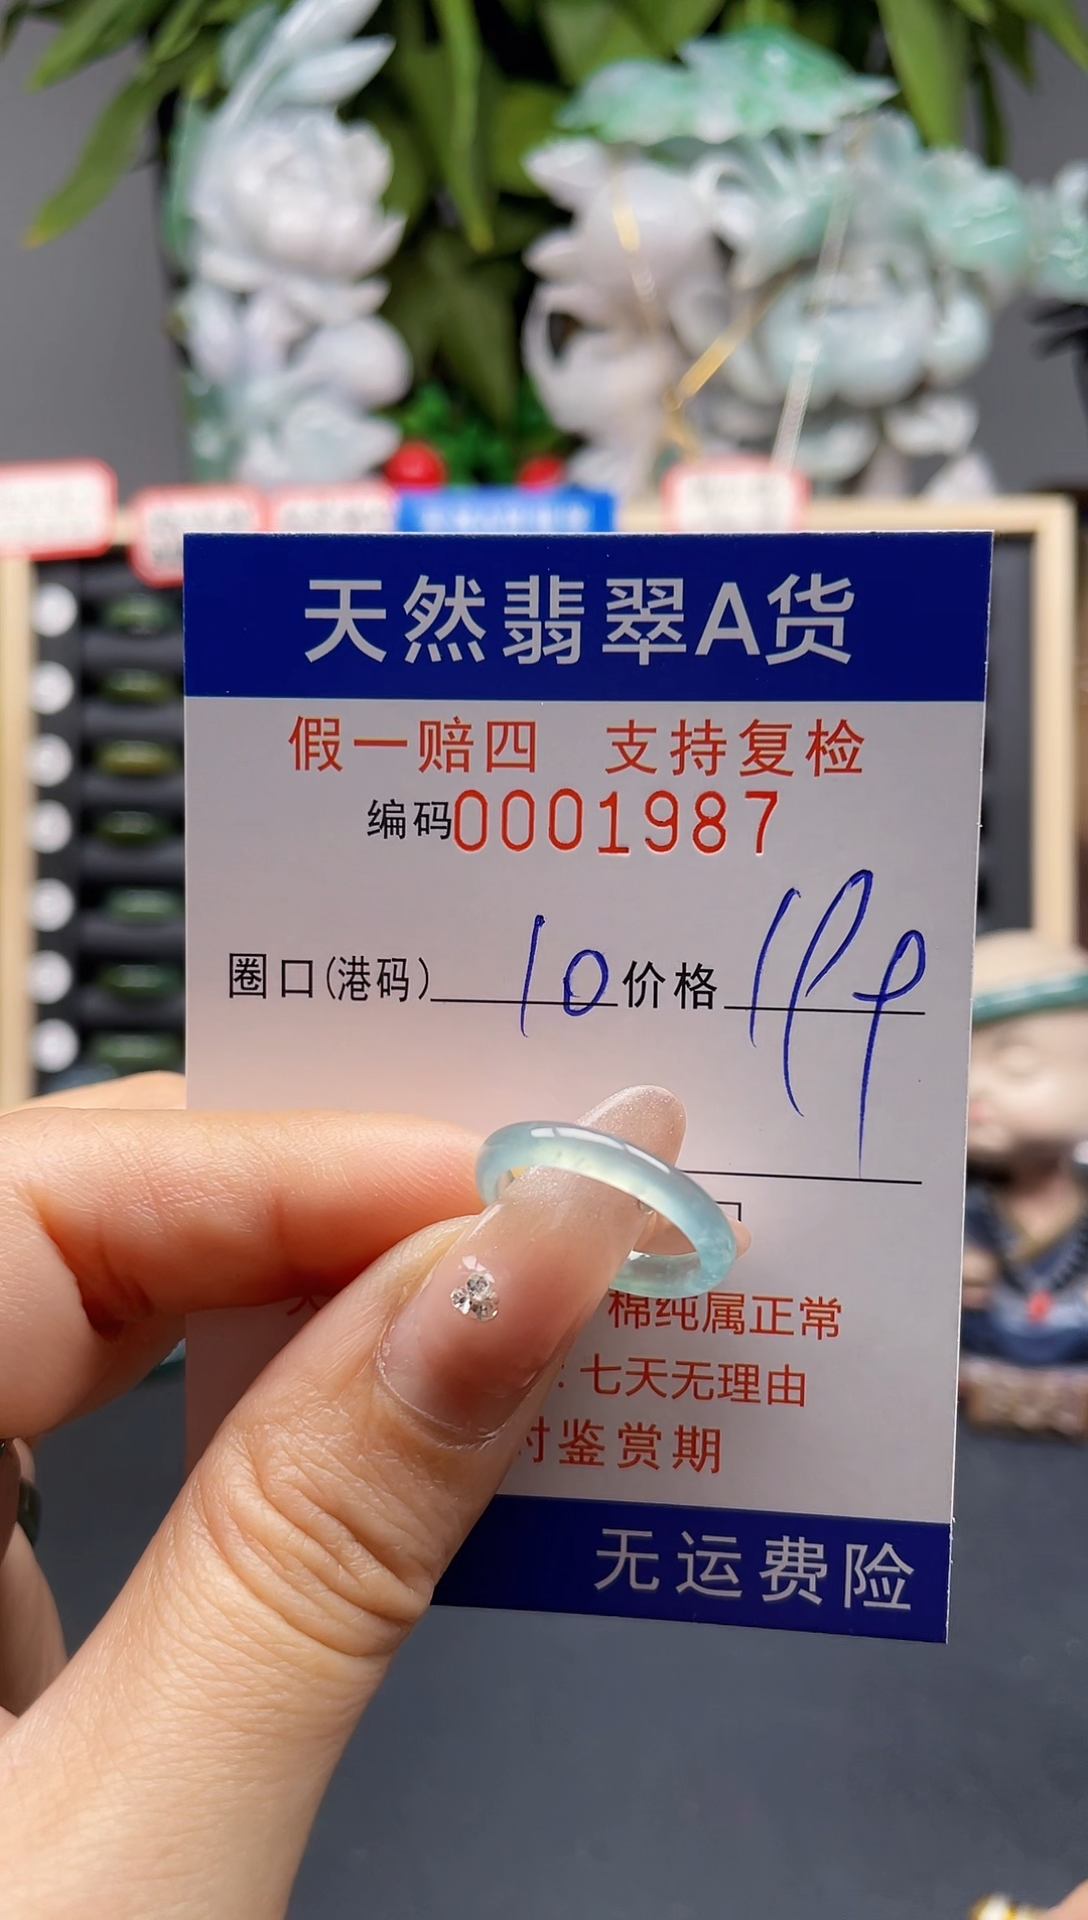 天然翡翠A货
假一赔四 支持复检
编码0001987
圈口(港码) 10 价格 199
棉纯属正常
: 七天无理由
鉴赏期
无运费险